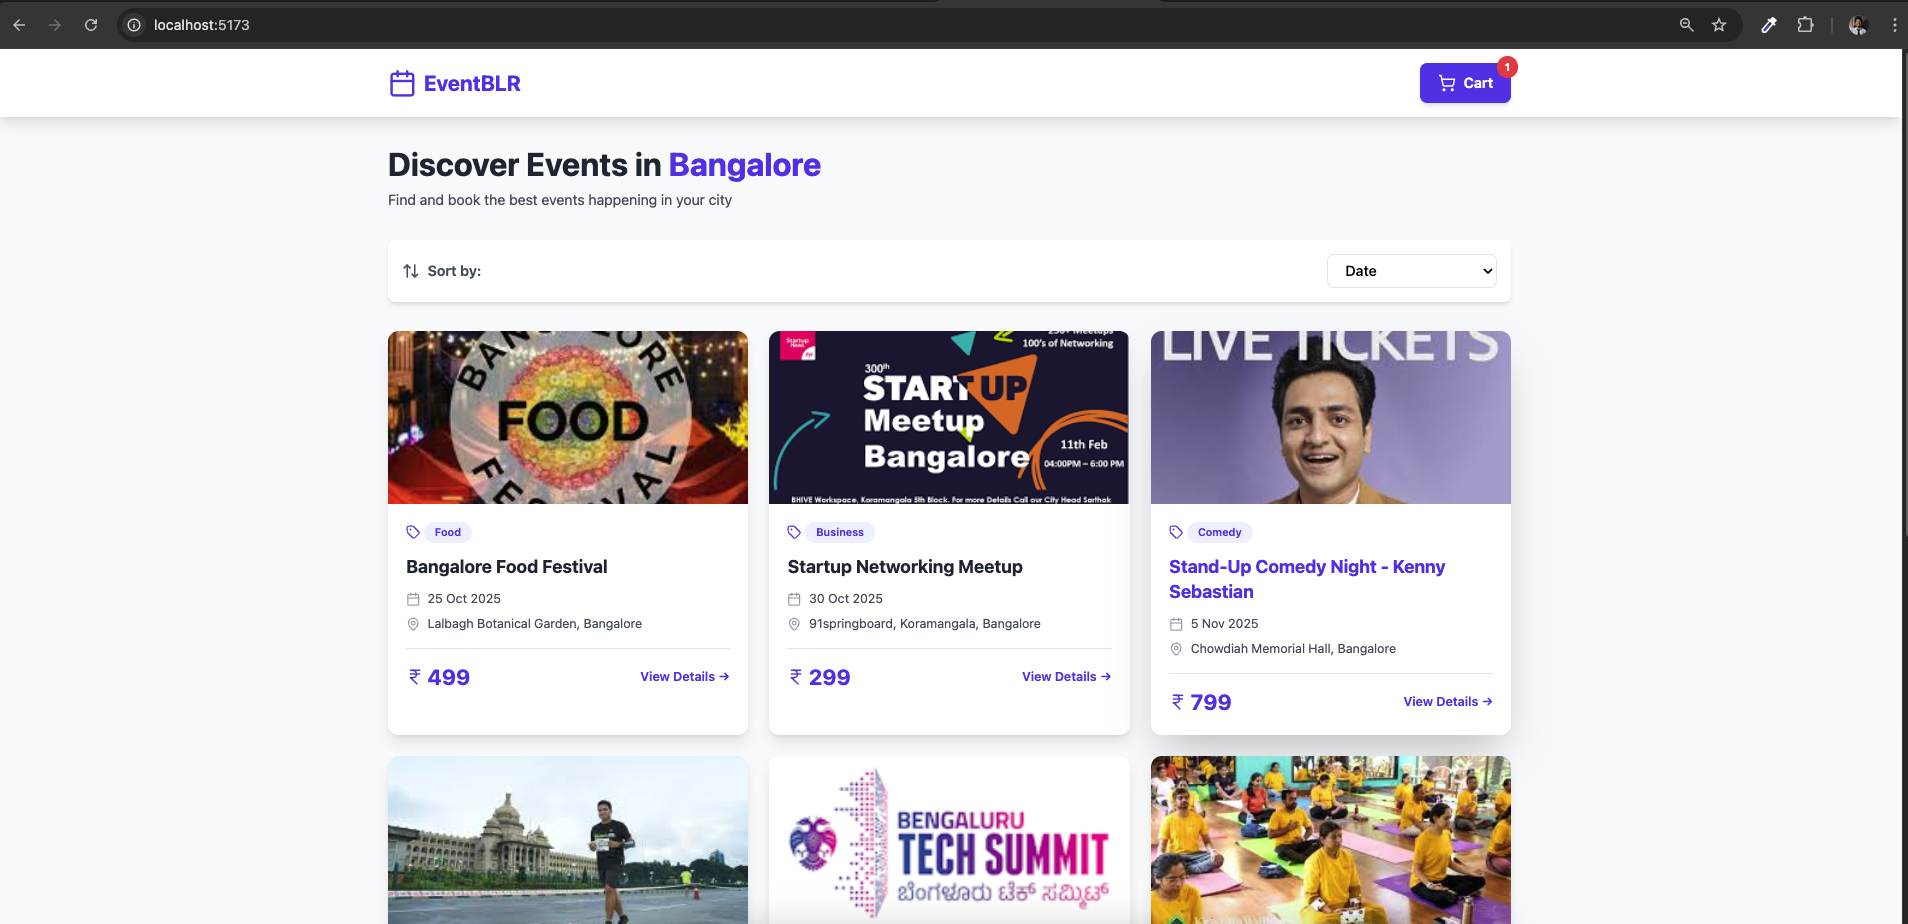 localhost:5173
EventBLR
Cart
1
Discover Events in Bangalore
Find and book the best events happening in your city
Sort by:
Date
BANGALORE
FOOD
FESTIVAL
Startup
News
250+ Meetups
100's of Networking
300th
STARTUP
Meetup
Bangalore
11th Feb
04:00PM – 6:00 PM
BHIVE Workspace, Koramangala 5th Block. For more Details Call our City Head Sarthak
LIVE TICKETS
Food
Bangalore Food Festival
25 Oct 2025
Lalbagh Botanical Garden, Bangalore
₹ 499
View Details →
Business
Startup Networking Meetup
30 Oct 2025
91springboard, Koramangala, Bangalore
₹ 299
View Details →
Comedy
Stand-Up Comedy Night - Kenny
Sebastian
5 Nov 2025
Chowdiah Memorial Hall, Bangalore
₹ 799
View Details →
BENGALURU
TECH SUMMIT
ಬೆಂಗಳೂರು ಟೆಕ್ ಸಮ್ಮಿಟ್